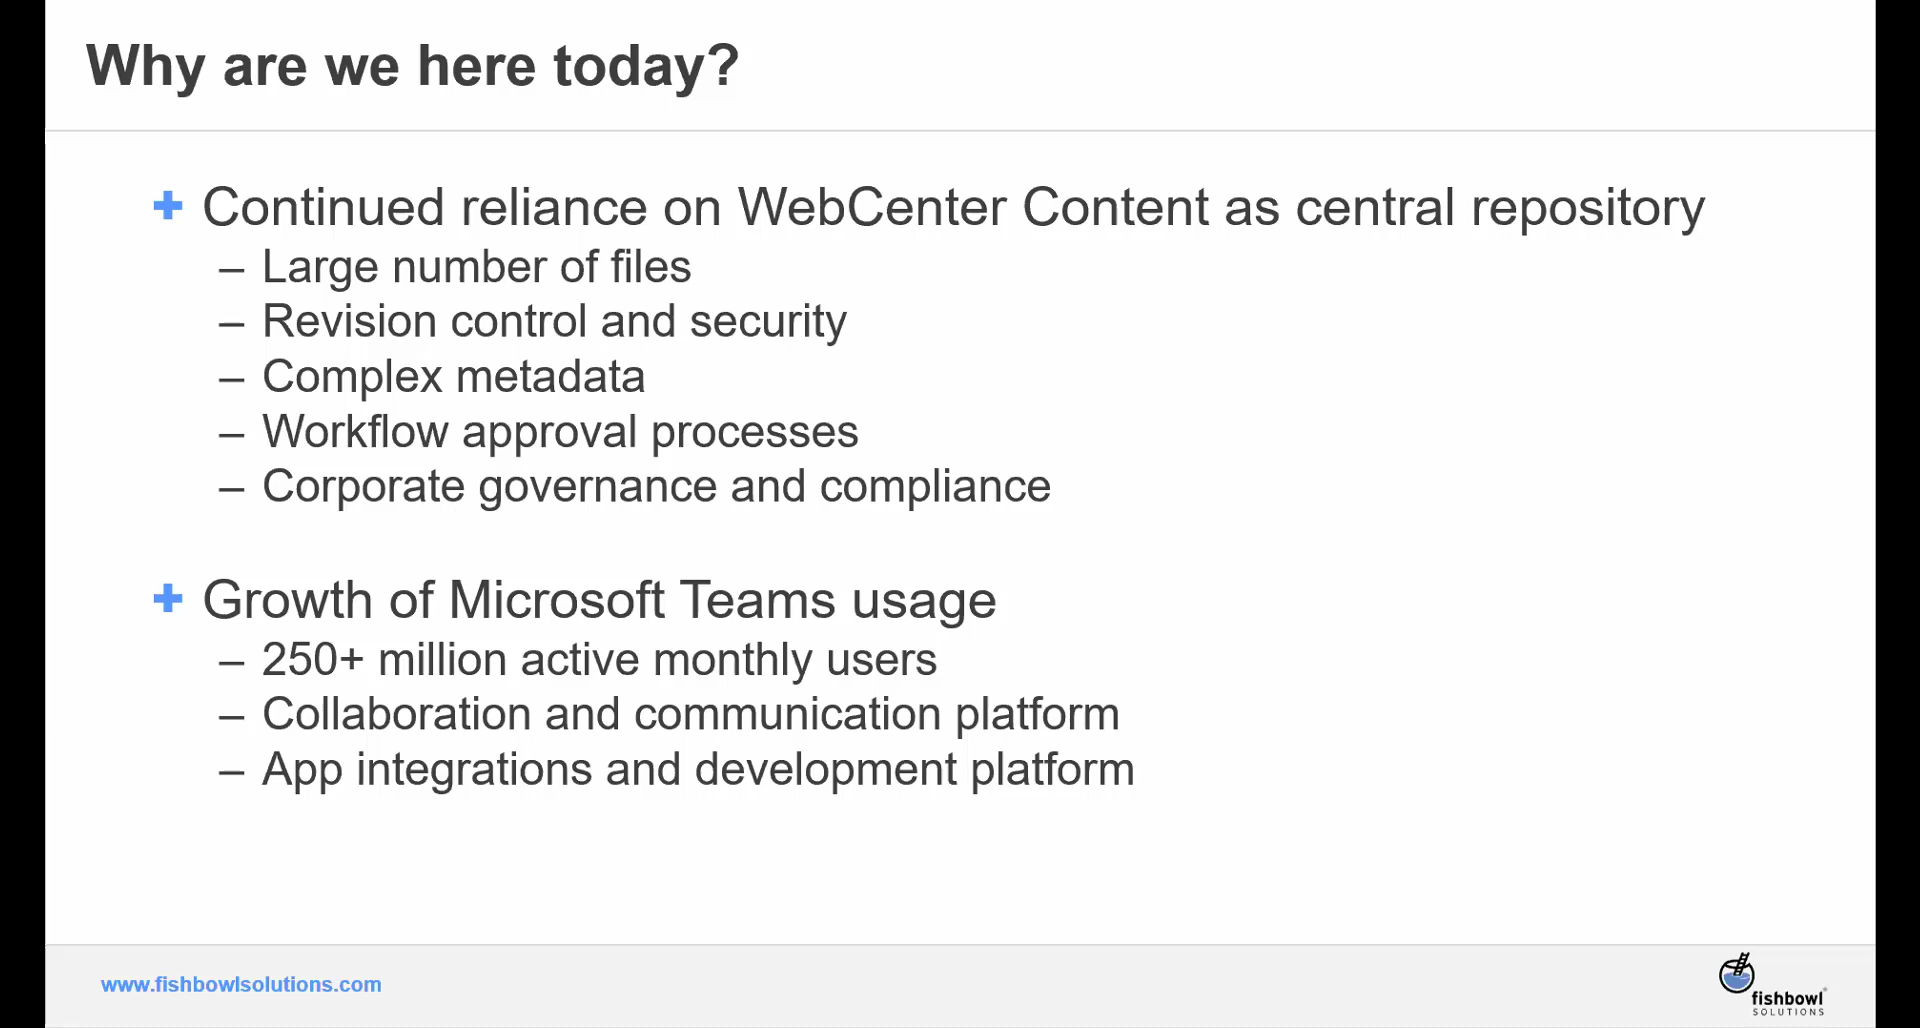 Why are we here today?
+ Continued reliance on WebCenter Content as central repository
– Large number of files
– Revision control and security
– Complex metadata
– Workflow approval processes
– Corporate governance and compliance
+ Growth of Microsoft Teams usage
– 250+ million active monthly users
– Collaboration and communication platform
– App integrations and development platform
www.fishbowlsolutions.com
fishbowl
SOLUTIONS